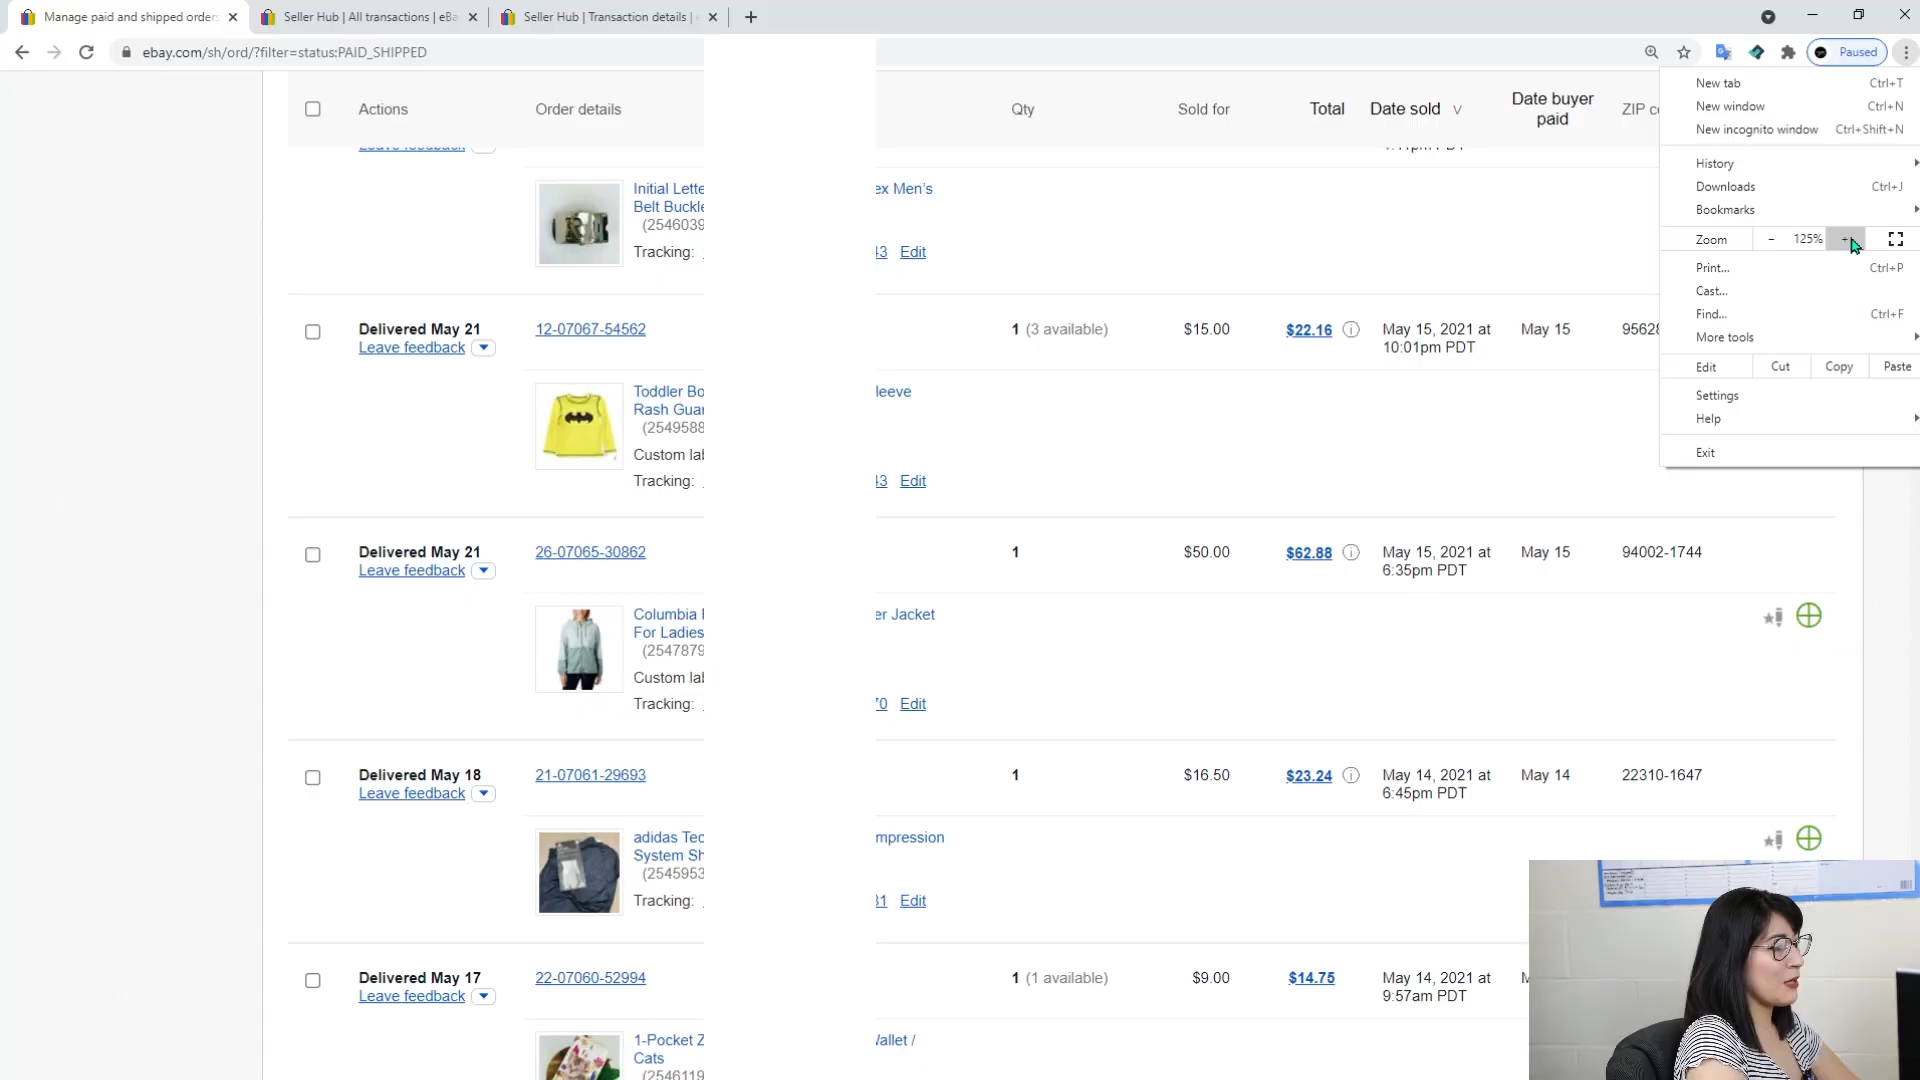 Manage paid and shipped order
Seller Hub | All transactions | eBa
Seller Hub | Transaction details |
ebay.com/sh/ord/?filter=status:PAID_SHIPPED
Paused
New tab Ctrl+T
New window Ctrl+N
New incognito window Ctrl+Shift+N
History
Downloads Ctrl+J
Bookmarks
Zoom - 125% +
Print... Ctrl+P
Cast...
Find... Ctrl+F
More tools
Edit Cut Copy Paste
Settings
Help
Exit
Actions Order details Qty Sold for Total Date sold Date buyer paid ZIP c
Leave feedback
Initial Lette
ex Men's
Belt Buckle
(2546039
Tracking: 43 Edit
Delivered May 21 12-07067-54562 1 (3 available) $15.00 $22.16 May 15, 2021 at May 15 95628
Leave feedback 10:01pm PDT
Toddler Bo
leeve
Rash Guar
(2549588
Custom lab
Tracking: 43 Edit
Delivered May 21 26-07065-30862 1 $50.00 $62.88 May 15, 2021 at May 15 94002-1744
Leave feedback 6:35pm PDT
Columbia
er Jacket
For Ladies
(2547879
Custom lab
Tracking: 70 Edit
Delivered May 18 21-07061-29693 1 $16.50 $23.24 May 14, 2021 at May 14 22310-1647
Leave feedback 6:45pm PDT
adidas Tec
mpression
System Sh
(2545953
Tracking: 31 Edit
Delivered May 17 22-07060-52994 1 (1 available) $9.00 $14.75 May 14, 2021 at
Leave feedback 9:57am PDT
1-Pocket Z
Wallet /
Cats
(2546119